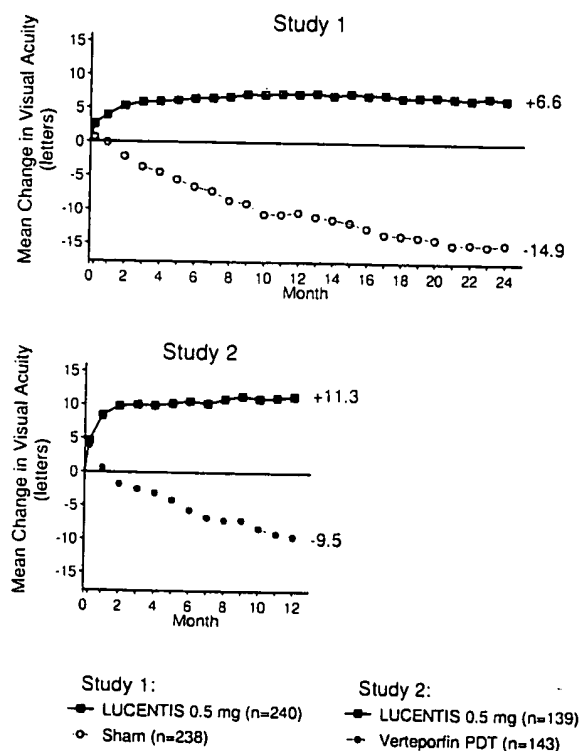 Study 1
Mean Change in Visual Acuity
(letters)
15
10
5
0
-5
-10
-15
+6.6
-14.9
0 2 4 6 8 10 12 14 16 18 20 22 24
Month
Study 2
Mean Change in Visual Acuity
(letters)
15
10
5
0
-5
-10
-15
+11.3
-9.5
0 2 4 6 8 10 12
Month
Study 1:
LUCENTIS 0.5 mg (n=240)
Sham (n=238)
Study 2:
LUCENTIS 0.5 mg (n=139)
Verteporfin PDT (n=143)